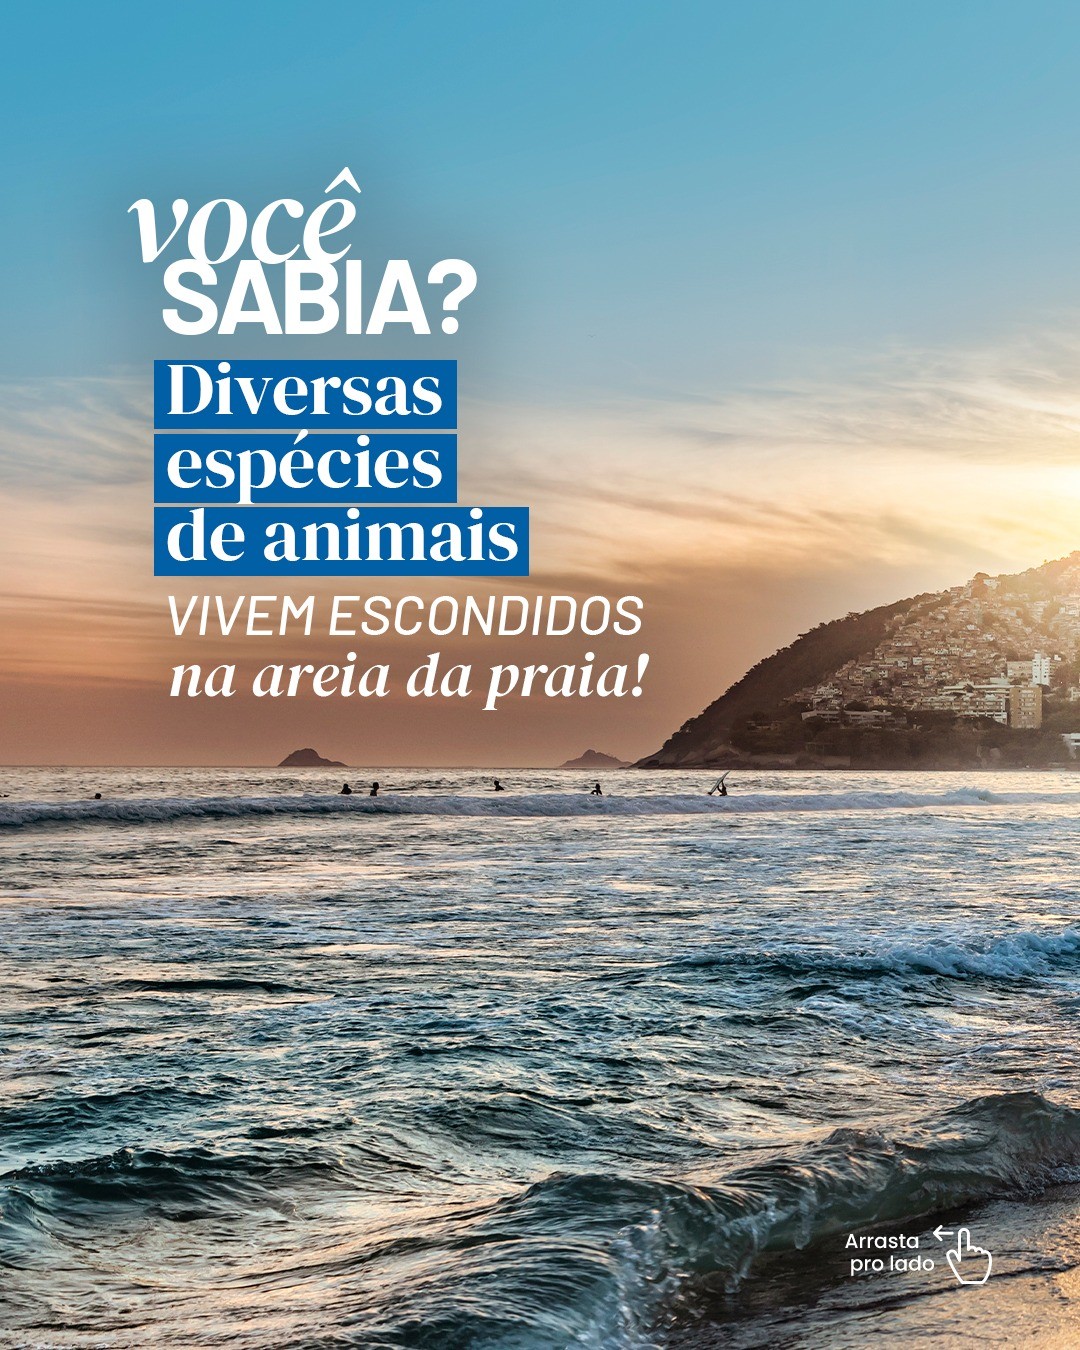 você
SABIA?
Diversas
espécies
de animais
VIVEM ESCONDIDOS
na areia da praia!
Arrasta
pro lado